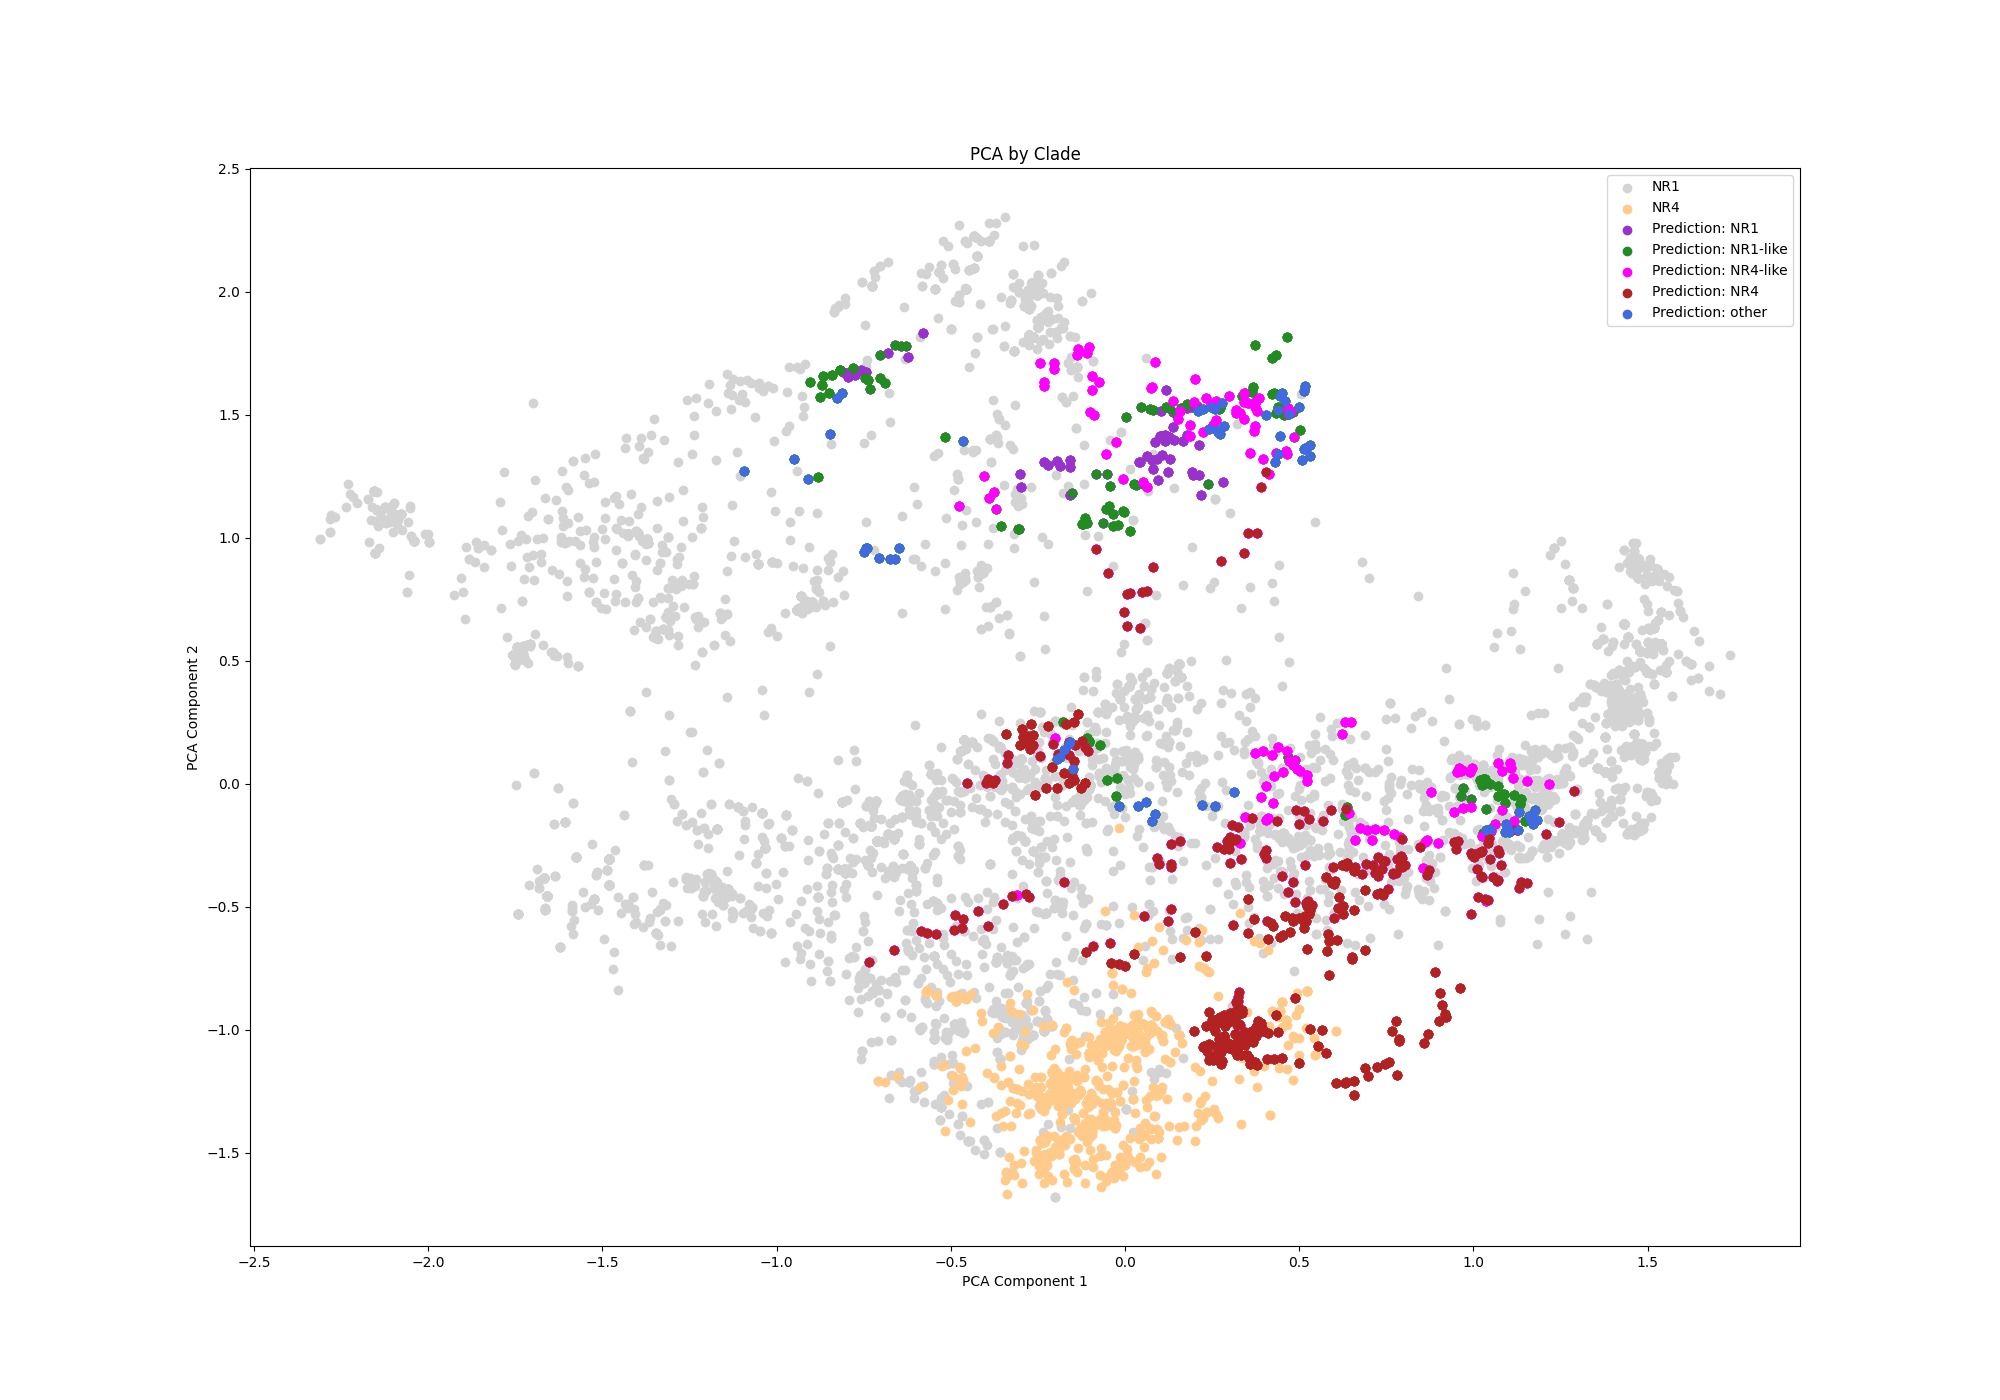 PCA by Clade
NR1
NR4
Prediction: NR1
Prediction: NR1-like
Prediction: NR4-like
Prediction: NR4
Prediction: other
2.5
2.0
1.5
1.0
0.5
0.0
−0.5
−1.0
−1.5
PCA Component 2
−2.5 −2.0 −1.5 −1.0 −0.5 0.0 0.5 1.0 1.5
PCA Component 1